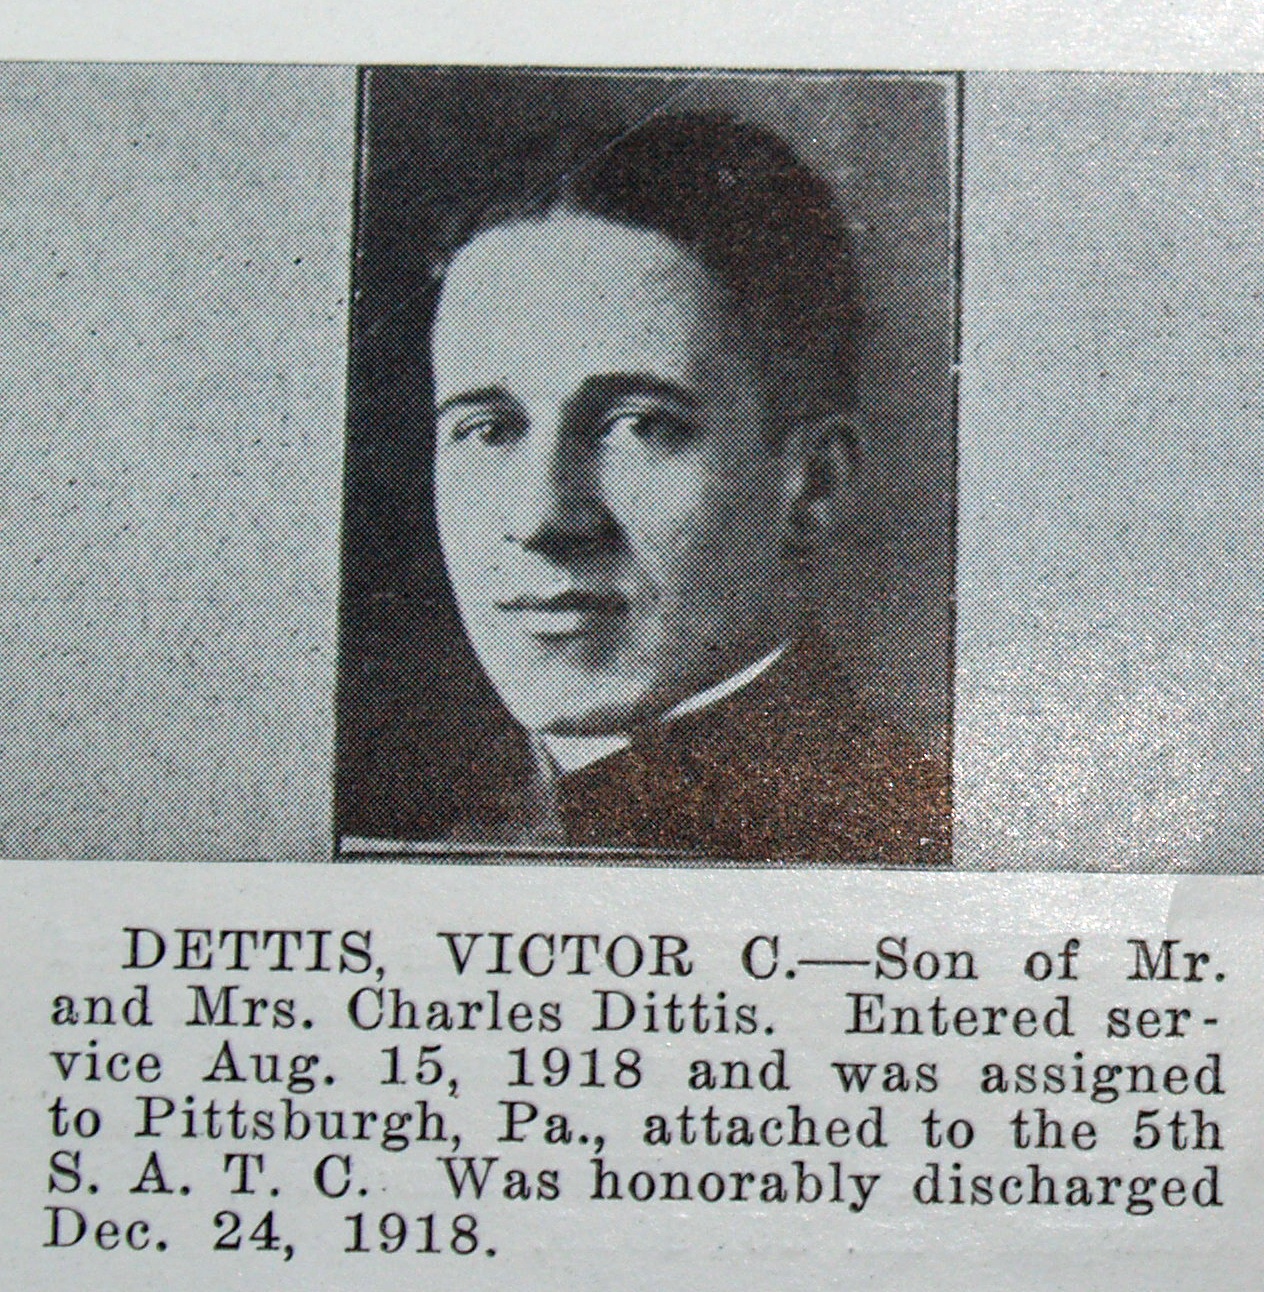 DETTIS, VICTOR C.—Son of Mr.
and Mrs. Charles Dittis. Entered ser-
vice Aug. 15, 1918 and was assigned
to Pittsburgh, Pa., attached to the 5th
S. A. T. C. Was honorably discharged
Dec. 24, 1918.